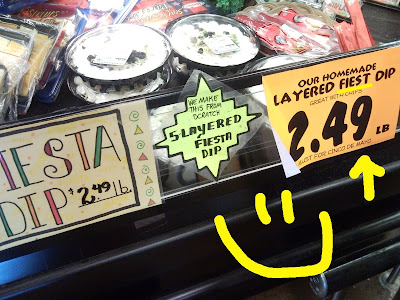 FIESTA
DIP $2.49 lb.
WE MAKE
THIS FROM
SCRATCH
5 LAYERED
FIESTA
DIP
OUR HOMEMADE
LAYERED FIEST DIP
GREAT WITH CHIPS
2.49 LB
MUST FOR CINCO DE MAYO